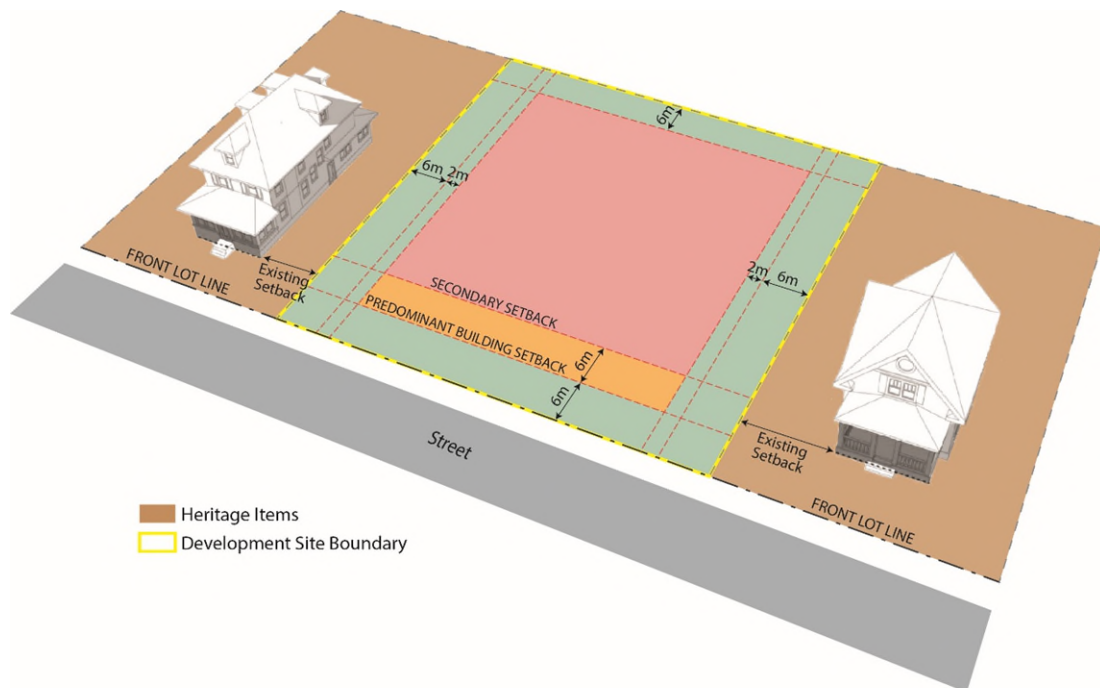 6m
6m
2m
FRONT LOT LINE
Existing
Setback
SECONDARY SETBACK
PREDOMINANT BUILDING SETBACK
2m
6m
6m
6m
Street
Existing
Setback
FRONT LOT LINE
Heritage Items
Development Site Boundary